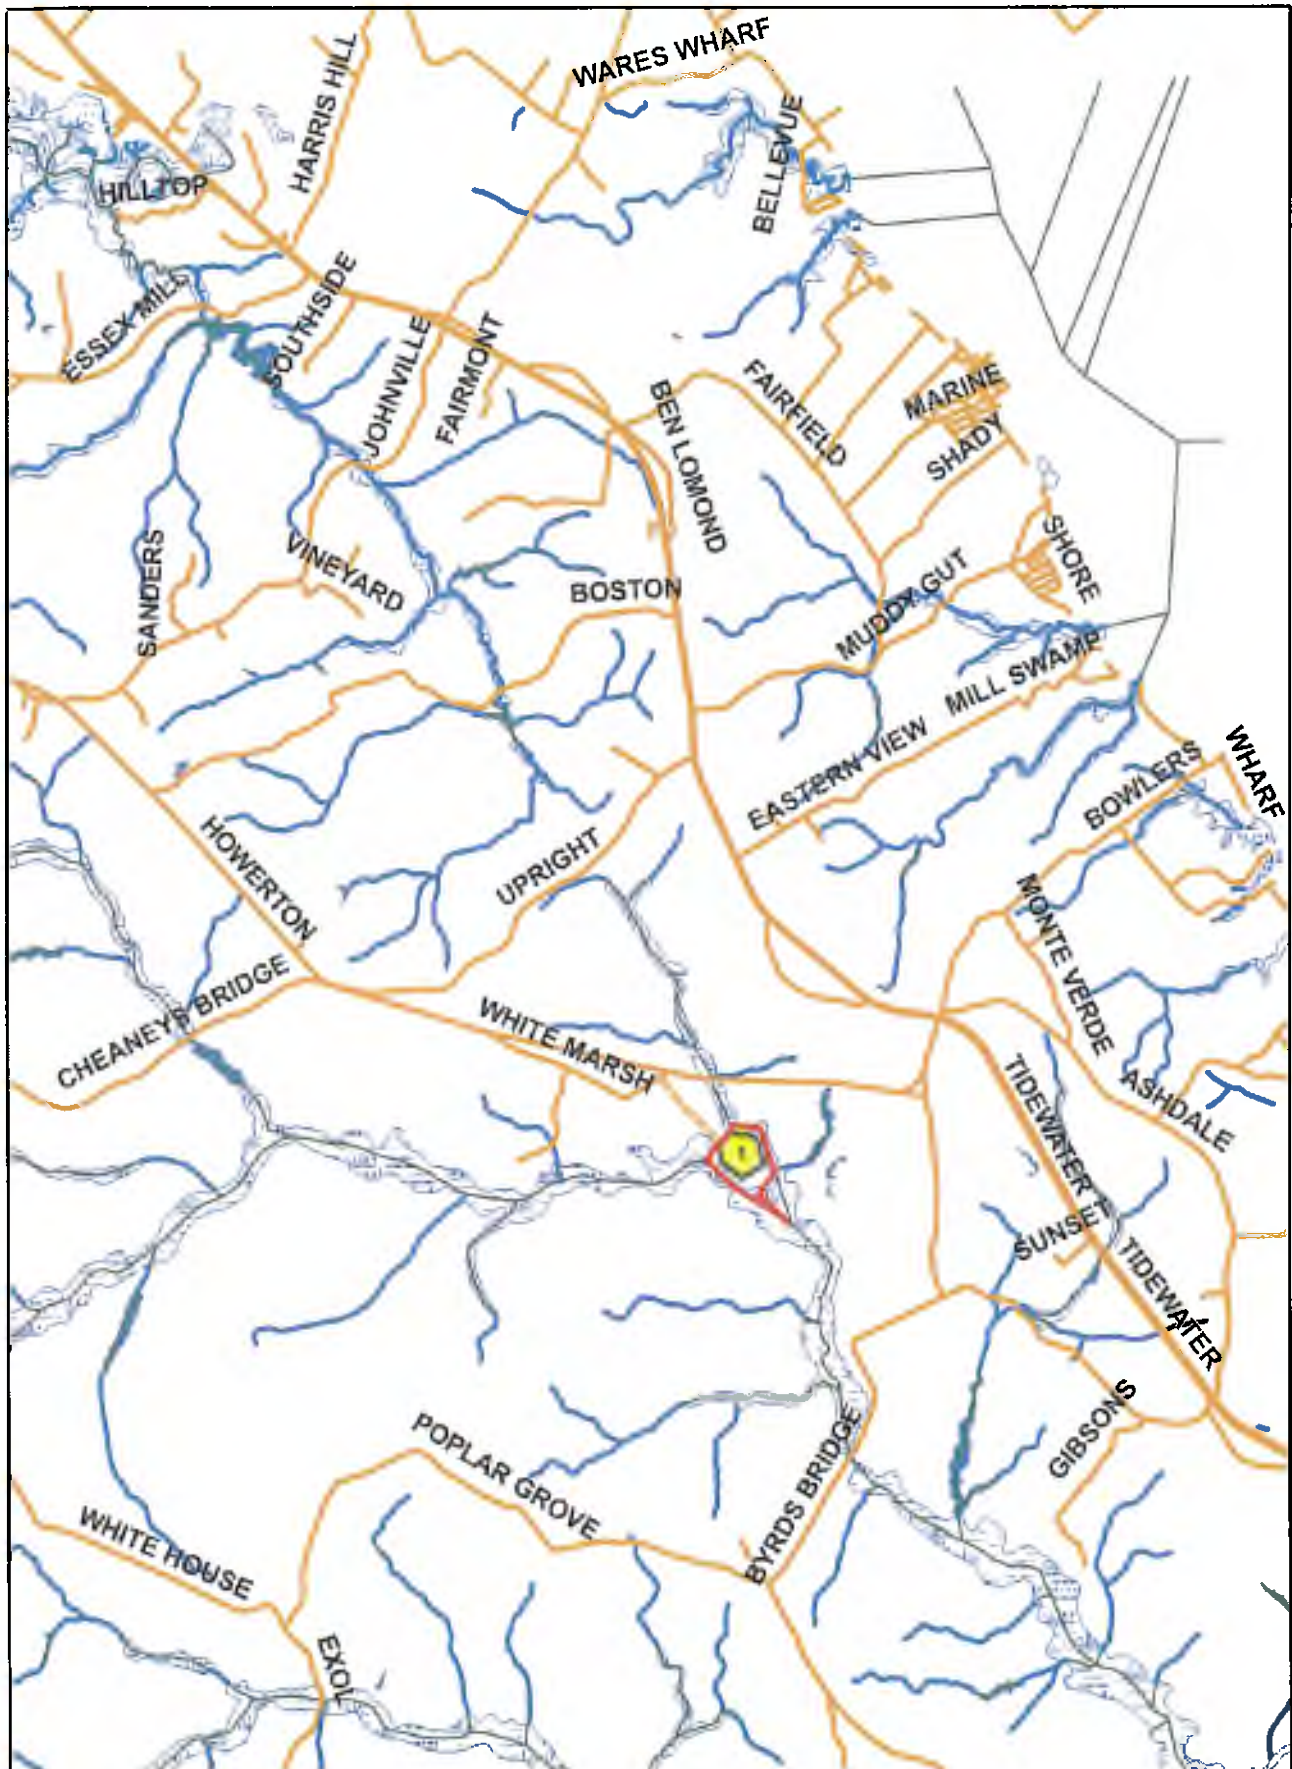 WARES WHARF
HARRIS HILL
BELLEVUE
HILLTOP
ESSEX MILL
SOUTHSIDE
JOHNVILLE
FAIRMONT
BEN LOMOND
FAIRFIELD
MARINE
SHADY
SANDERS
VINEYARD
BOSTON
MUDDY GUT
SHORE
MILL SWAMP
EASTERN VIEW
BOWLERS
WHARF
HOWERTON
UPRIGHT
MONTE VERDE
CHEANEYS BRIDGE
WHITE MARSH
TIDEWATER T
ASHDALE
SUNSET
TIDEWATER
GIBSONS
POPLAR GROVE
BYRDS BRIDGE
WHITE HOUSE
EXOL